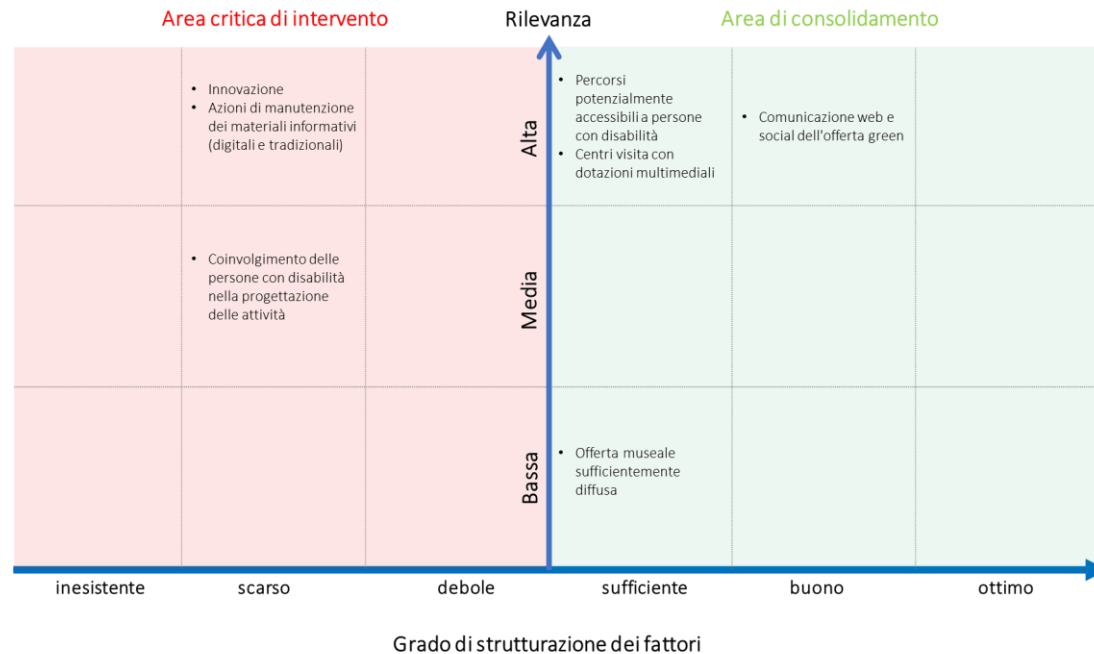 Area critica di intervento
Rilevanza
Area di consolidamento
• Innovazione
• Azioni di manutenzione
dei materiali informativi
(digitali e tradizionali)
Alta
• Percorsi
potenzialmente
accessibili a persone
con disabilità
• Centri visita con
dotazioni multimediali
• Comunicazione web e
social dell'offerta green
• Coinvolgimento delle
persone con disabilità
nella progettazione
delle attività
Media
Bassa
• Offerta museale
sufficientemente
diffusa
inesistente
scarso
debole
sufficiente
buono
ottimo
Grado di strutturazione dei fattori